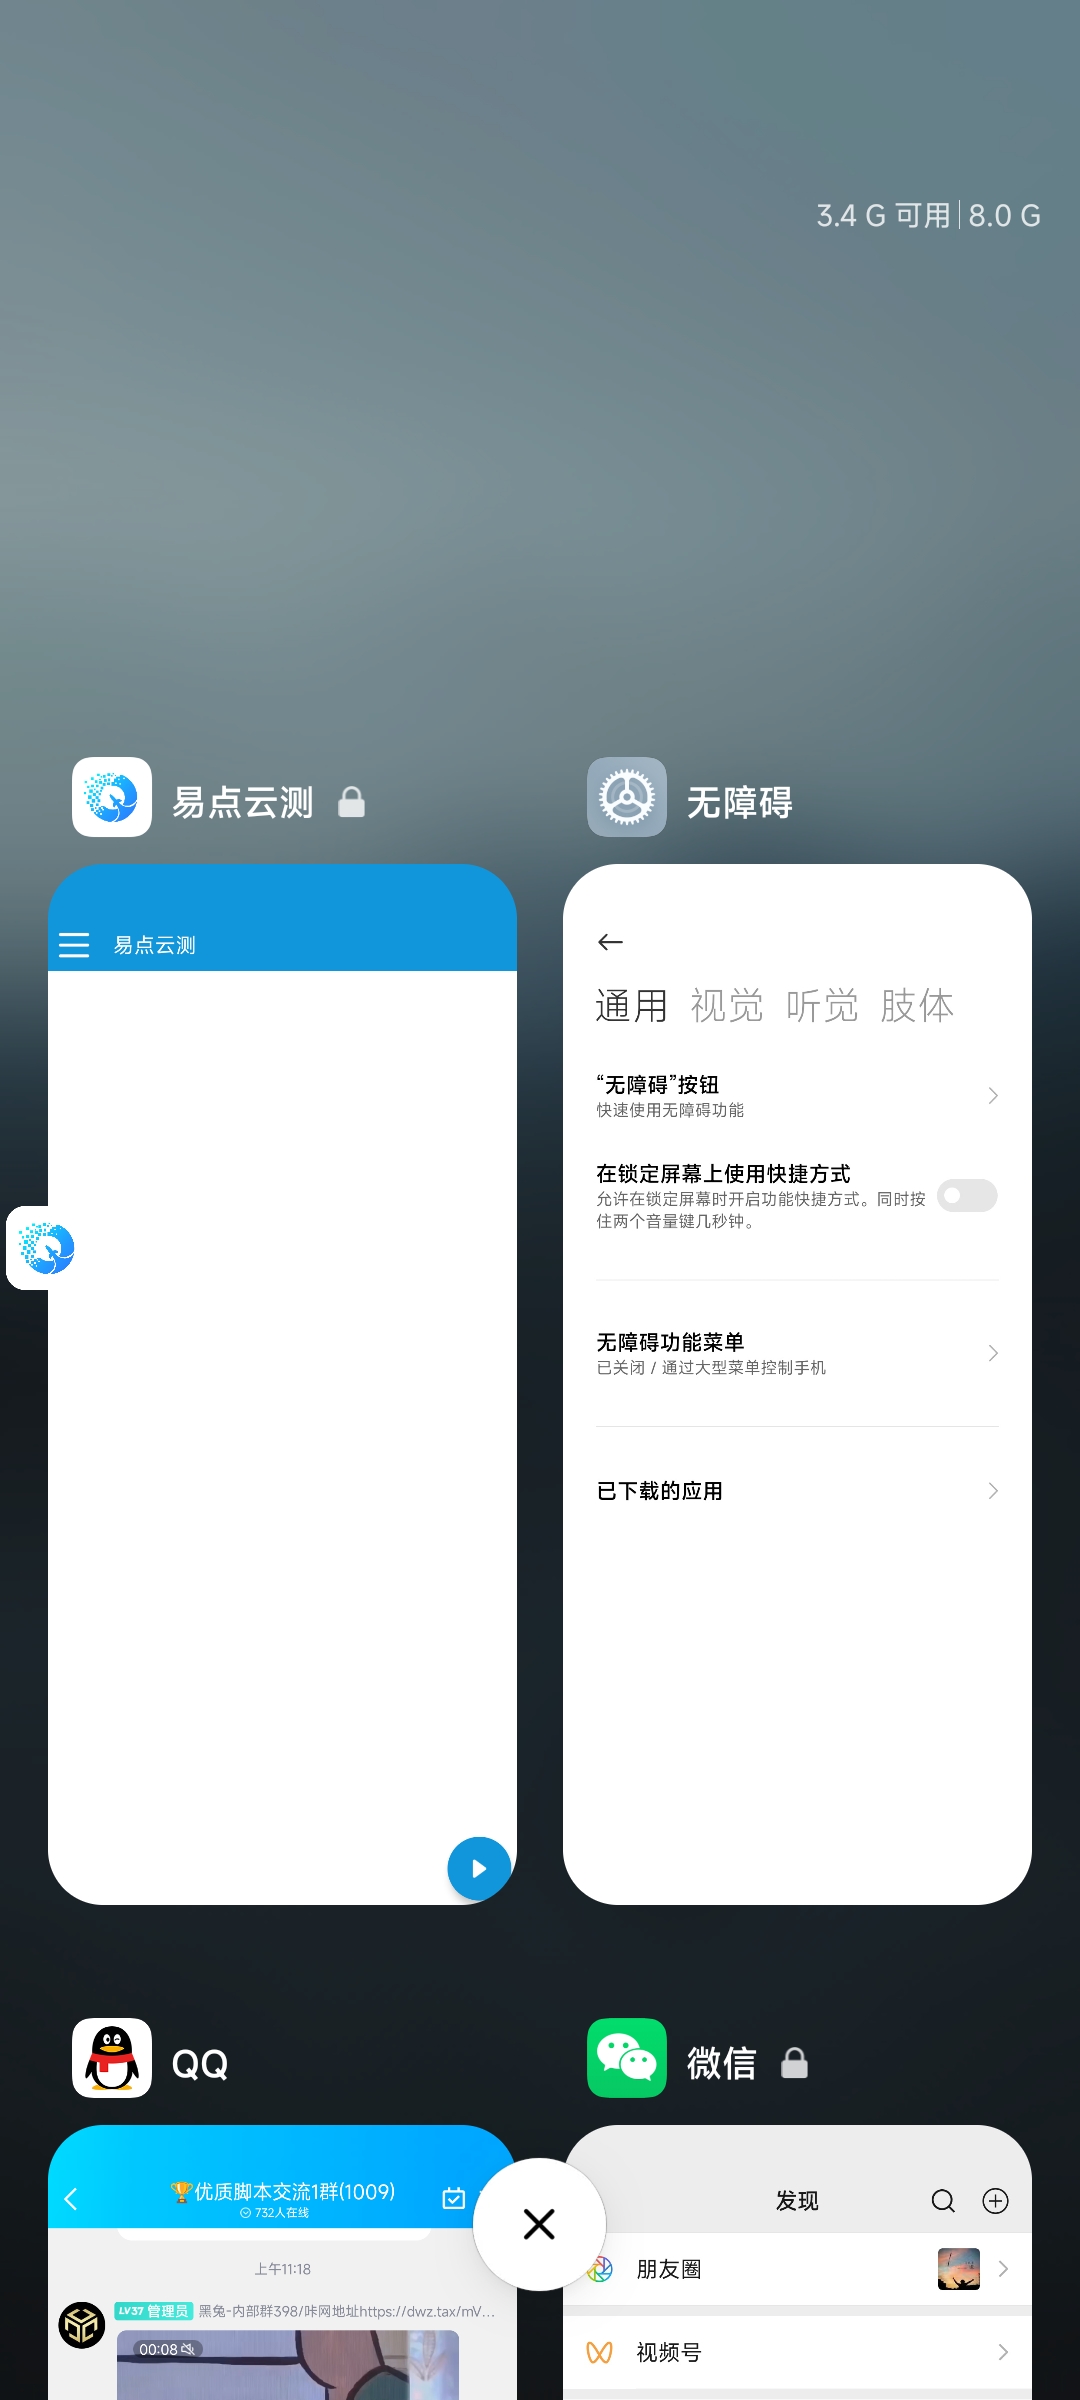 3.4 G 可用 | 8.0 G
易点云测
无障碍
易点云测
通用 视觉 听觉 肢体
“无障碍”按钮
快速使用无障碍功能
在锁定屏幕上使用快捷方式
允许在锁定屏幕时开启功能快捷方式。同时按
住两个音量键几秒钟。
无障碍功能菜单
已关闭 / 通过大型菜单控制手机
已下载的应用
QQ
微信
🏆优质脚本交流1群(1009)
732人在线
上午11:18
LV37 管理员 黑兔-内部群398/咔网地址https://dwz.tax/mV...
00:08
发现
朋友圈
视频号